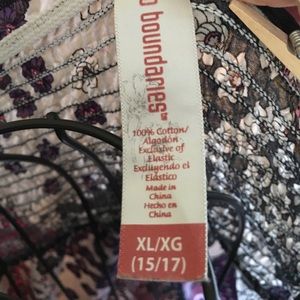 o boundaries™
100% Cotton/
Algodón
Exclusive of
Elastic
Excluyendo el
Elástico
Made in
China
Hecho en
China
XL/XG
(15/17)